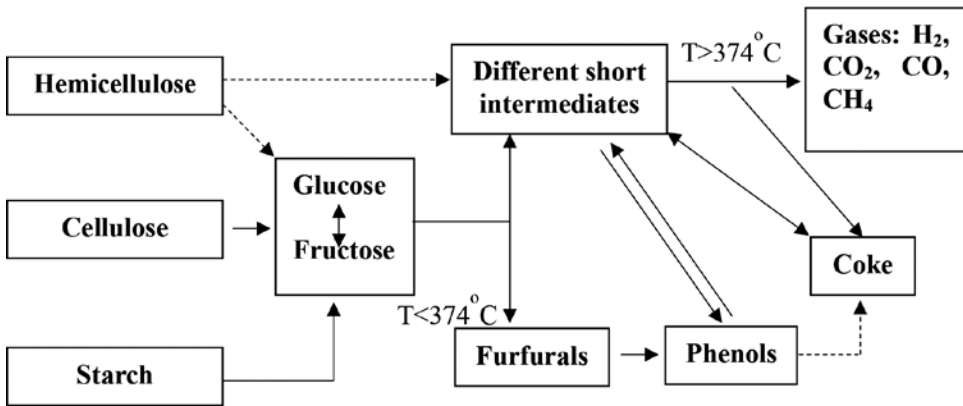 Hemicellulose
Different short
intermediates
T>374°C
Gases: H₂,
CO₂, CO,
CH₄
Cellulose
Glucose
Fructose
Coke
T<374°C
Starch
Furfurals
Phenols